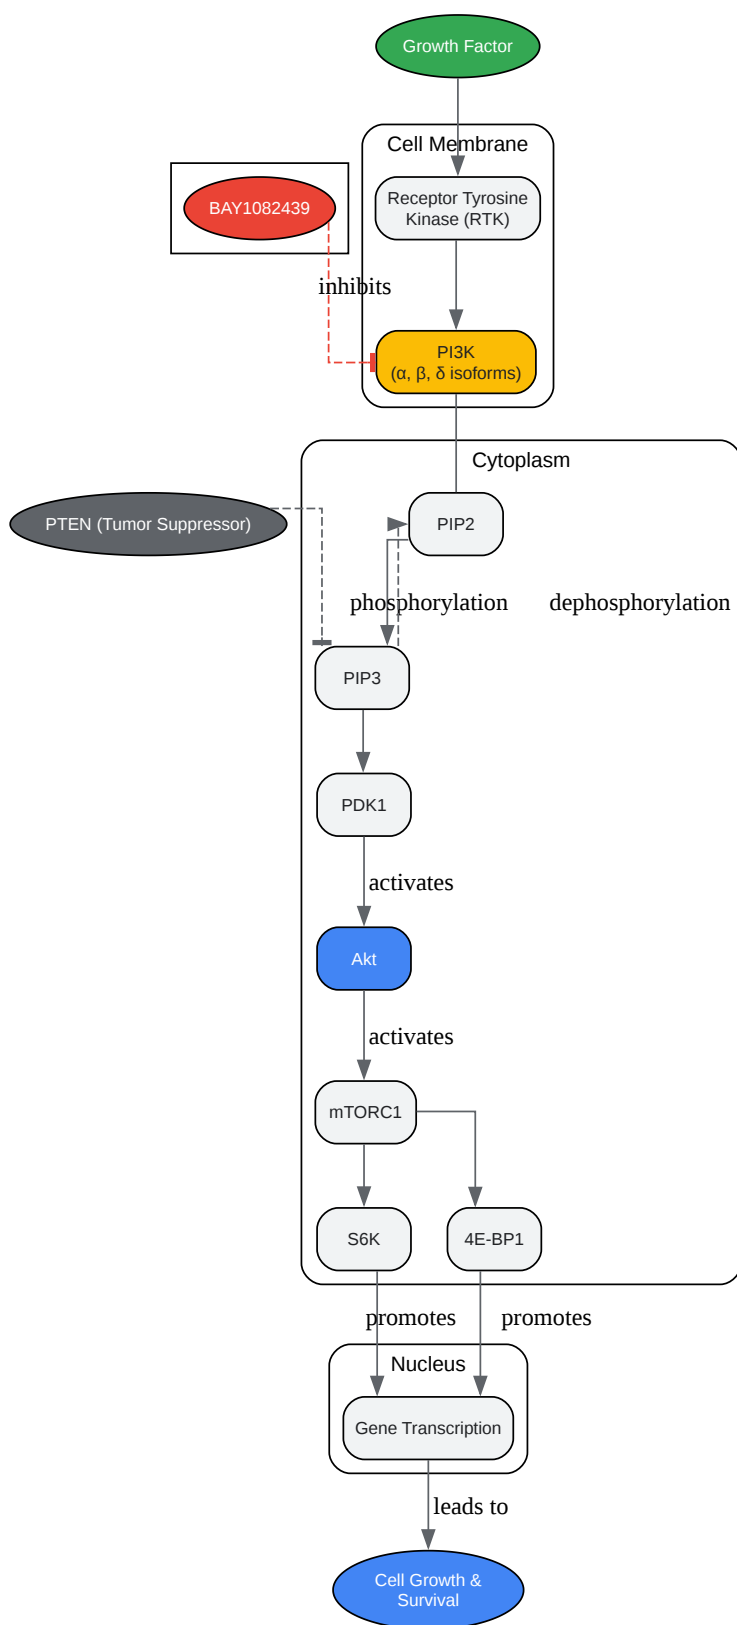 Growth Factor
Cell Membrane
Receptor Tyrosine
Kinase (RTK)
BAY1082439
inhibits
PI3K
(α, β, δ isoforms)
Cytoplasm
PTEN (Tumor Suppressor)
PIP2
phosphorylation
dephosphorylation
PIP3
PDK1
activates
Akt
activates
mTORC1
S6K
4E-BP1
promotes
promotes
Nucleus
Gene Transcription
leads to
Cell Growth &
Survival